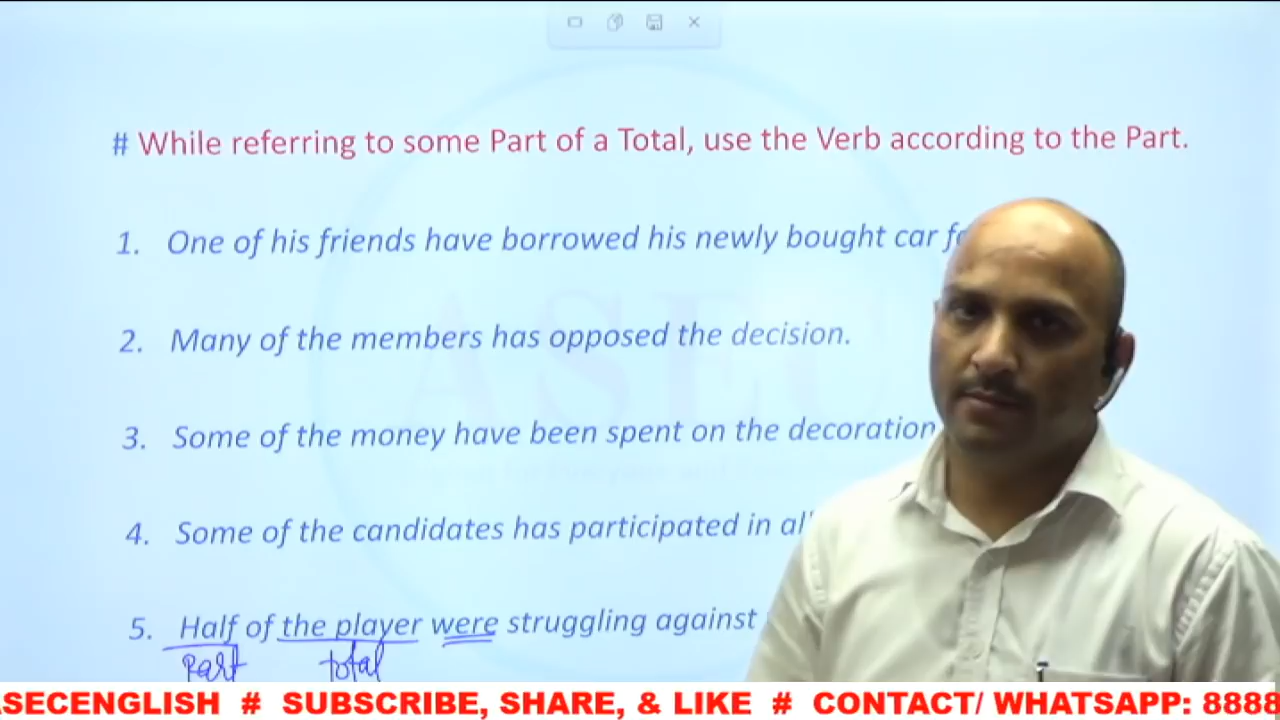 # While referring to some Part of a Total, use the Verb according to the Part.
1. One of his friends have borrowed his newly bought car
2. Many of the members has opposed the decision.
3. Some of the money have been spent on the decoration
4. Some of the candidates has participated in
5. Half of the player were struggling against
Part total
ASECENGLISH # SUBSCRIBE, SHARE, & LIKE # CONTACT/ WHATSAPP: 8888